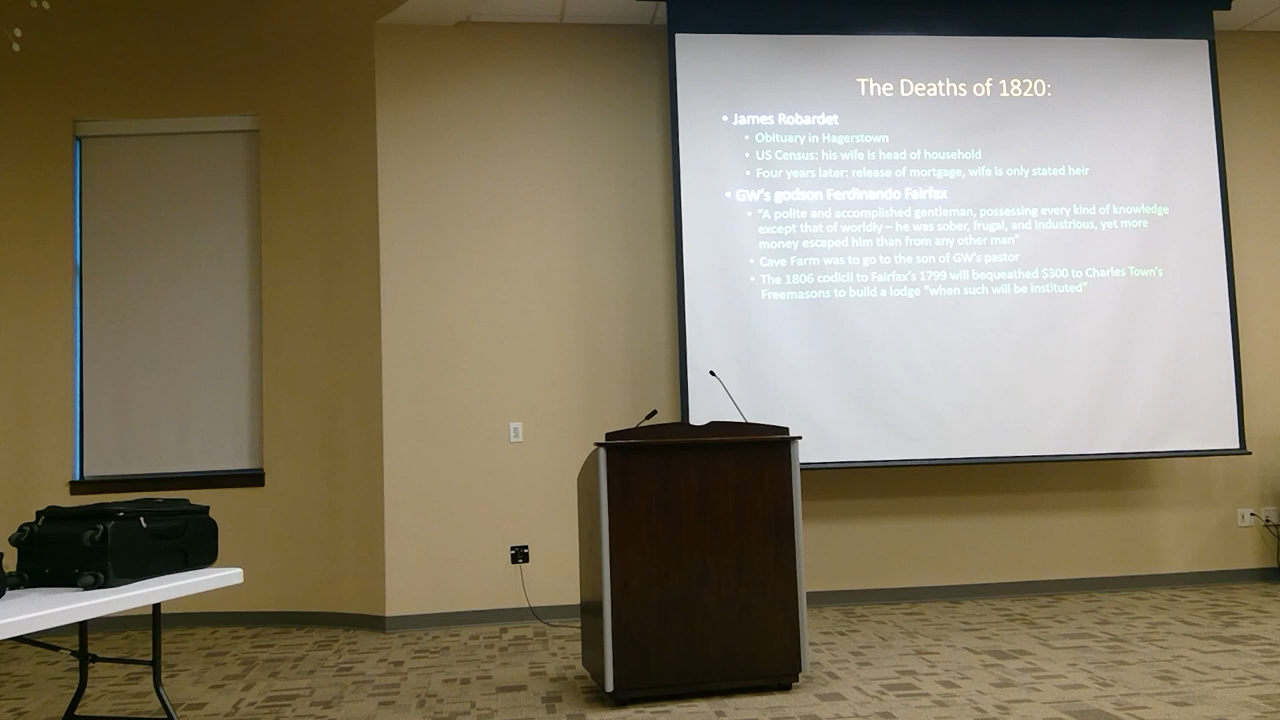 The Deaths of 1820:
• James Robardet
• Obituary in Hagerstown
• US Census: his wife is head of household
• Four years later: release of mortgage, wife is only stated heir
• GW's godson Ferdinando Fairfax
• "A polite and accomplished gentleman, possessing every kind of knowledge
except that of worldly – he was sober, frugal, and industrious, yet more
money escaped him than from any other man"
• Cave Farm was to go to the son of GW's pastor
• The 1806 codicil to Fairfax's 1799 will bequeathed $300 to Charles Town's
Freemasons to build a lodge "when such will be instituted"